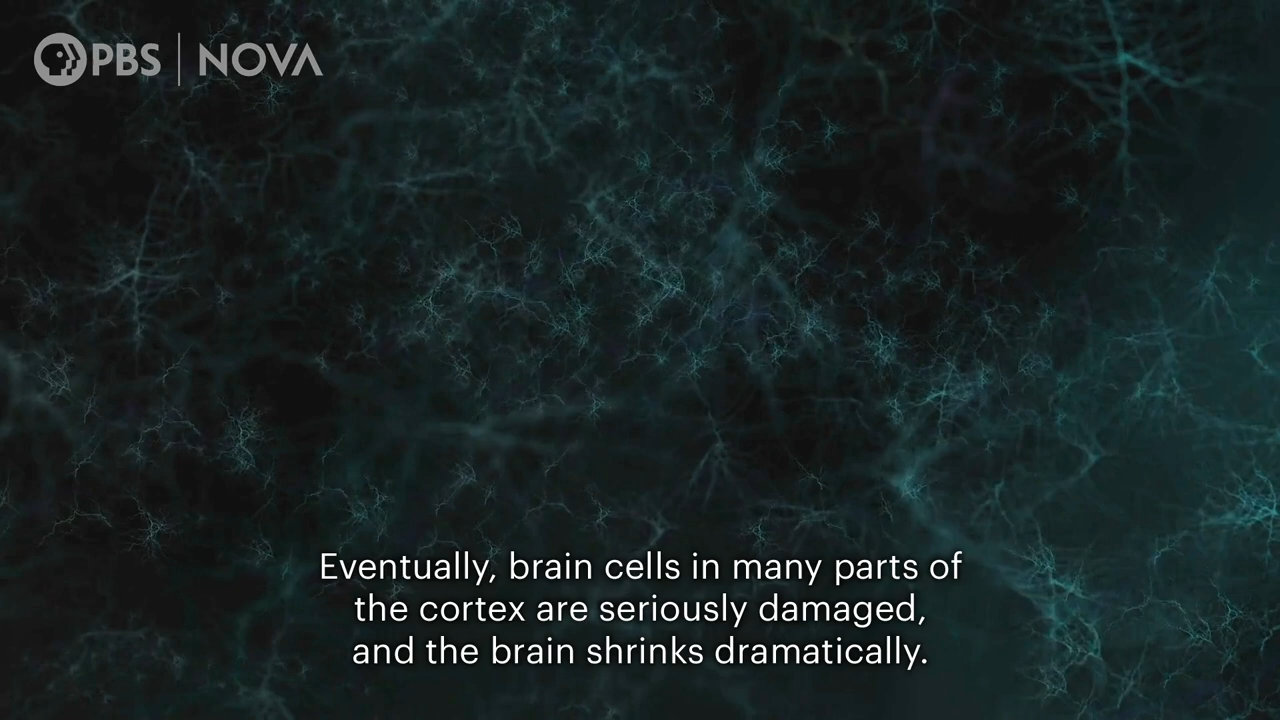 PBS | NOVA
Eventually, brain cells in many parts of
the cortex are seriously damaged,
and the brain shrinks dramatically.